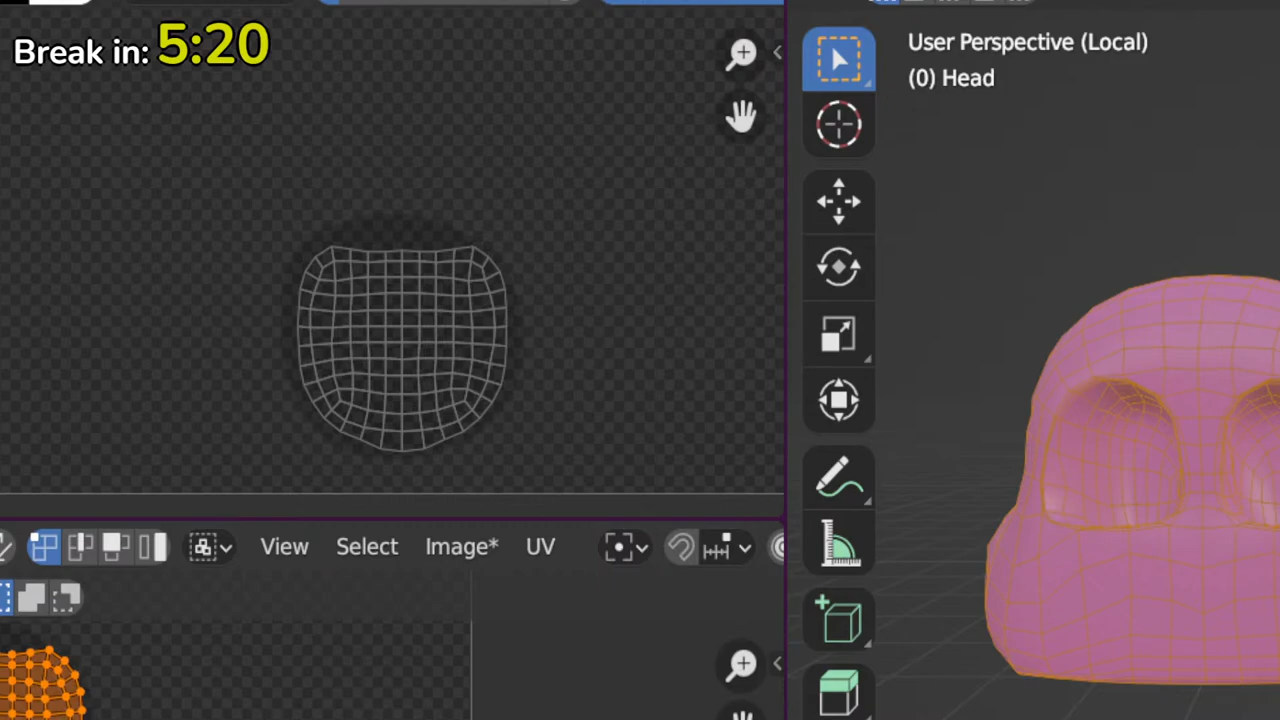 Break in: 5:20
User Perspective (Local)
(0) Head
View Select Image* UV